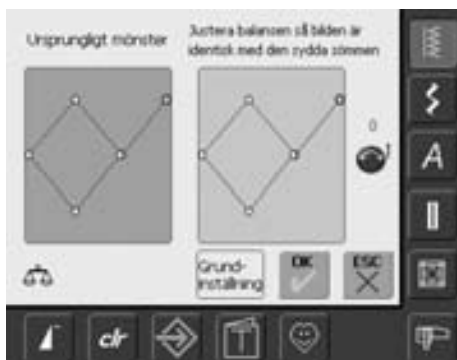 Ursprungligt mönster
Justera balansen så bilden är
identisk med den sydda sömmen
0
A
Grund-
inställning
OK
ESC
clr